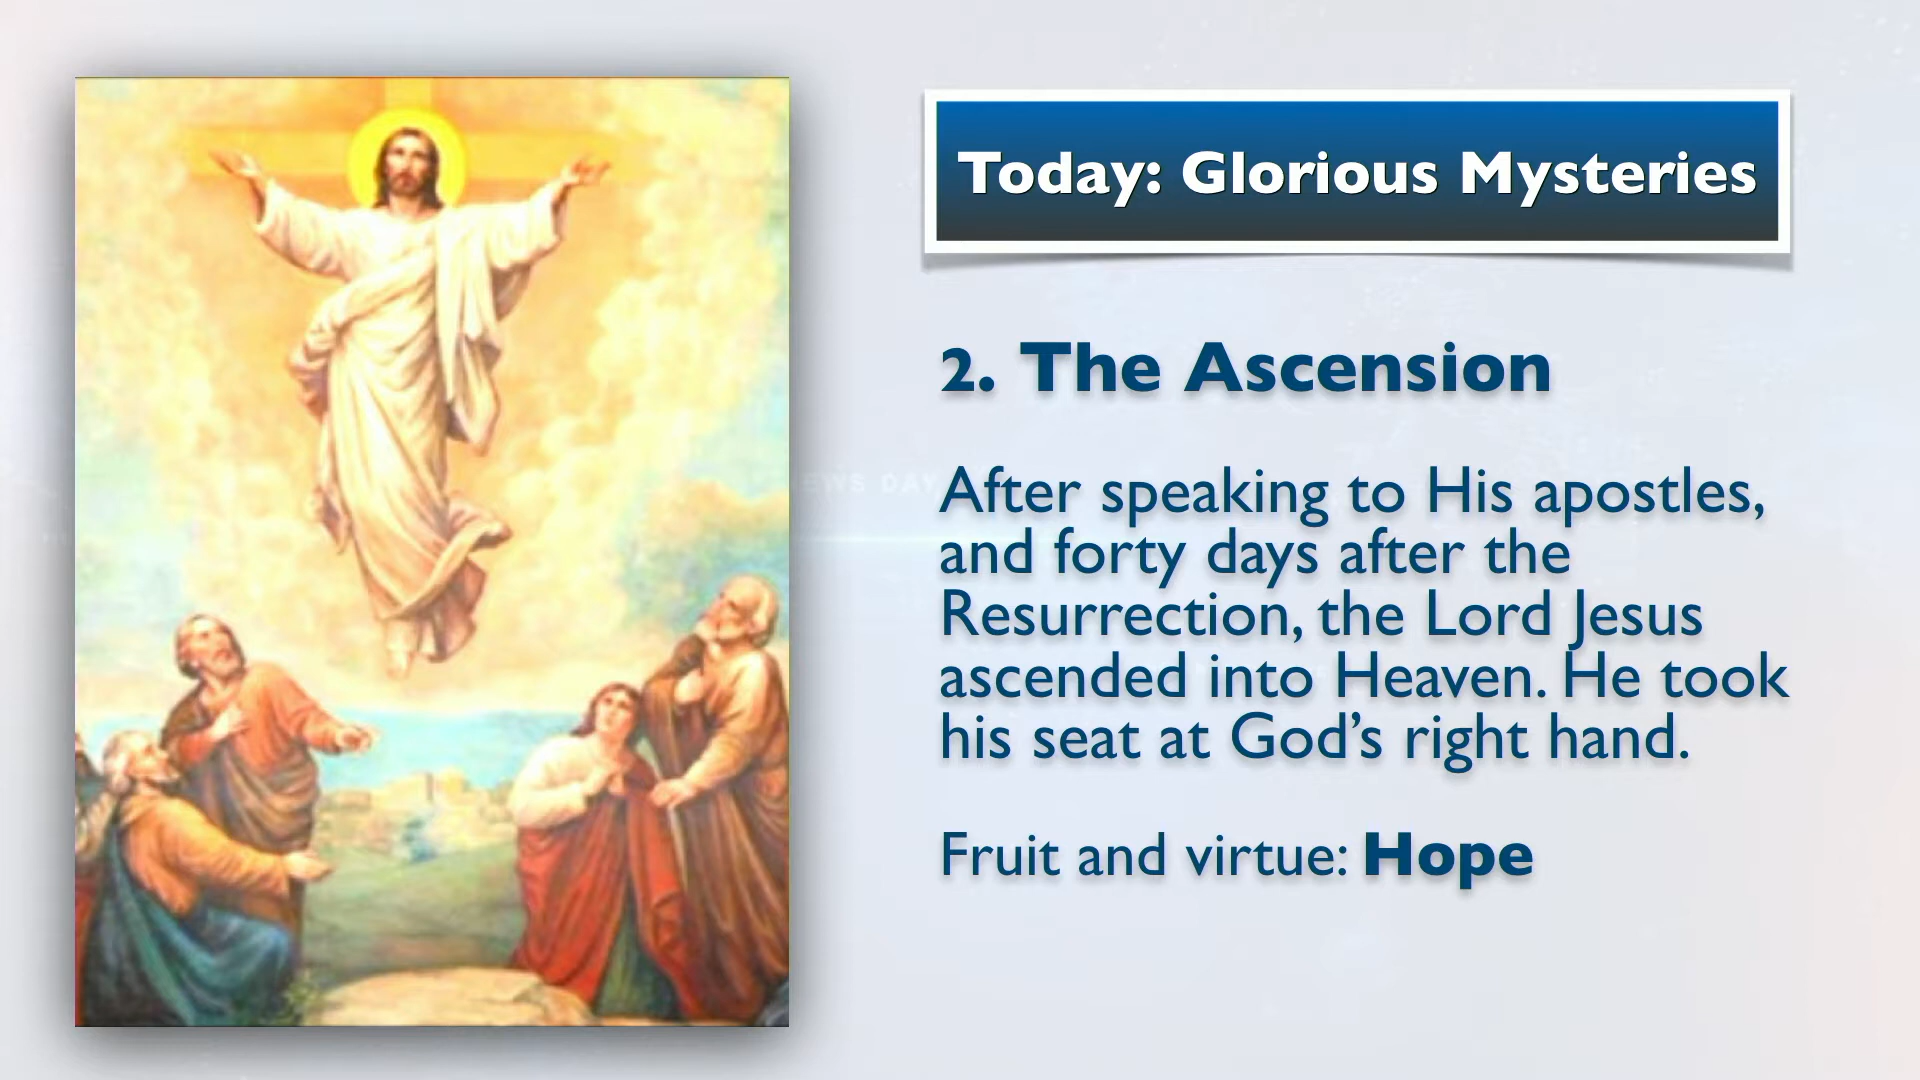 Today: Glorious Mysteries
2. The Ascension
After speaking to His apostles,
and forty days after the
Resurrection, the Lord Jesus
ascended into Heaven. He took
his seat at God’s right hand.
Fruit and virtue: Hope